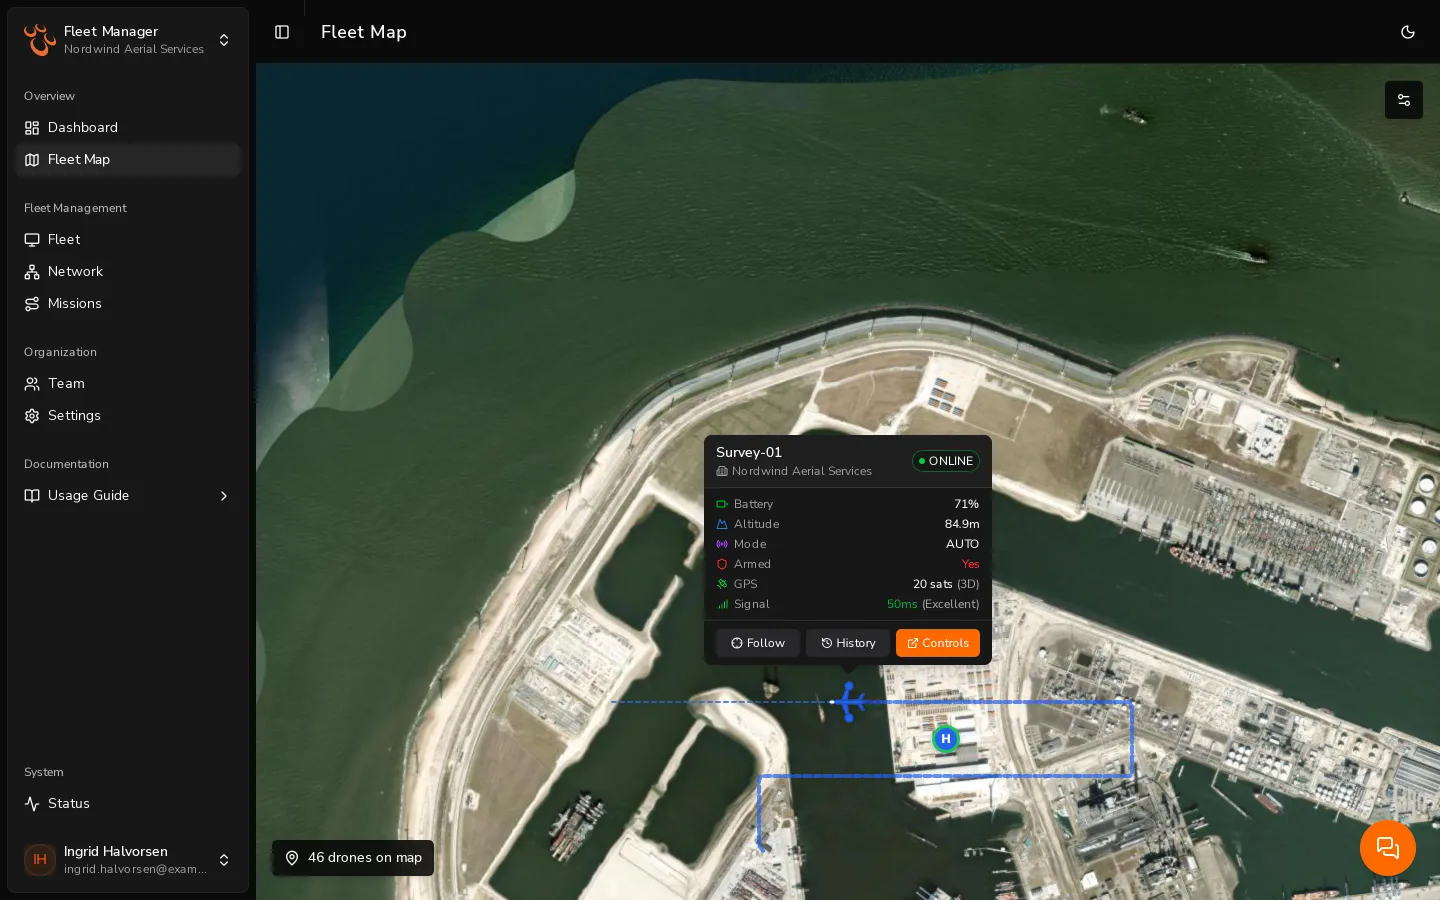 Fleet Manager
Nordwind Aerial Services
Overview
Dashboard
Fleet Map
Fleet Management
Fleet
Network
Missions
Organization
Team
Settings
Documentation
Usage Guide
System
Status
IH
Ingrid Halvorsen
ingrid.halvorsen@exam...
Fleet Map
Survey-01
Nordwind Aerial Services
ONLINE
Battery 71%
Altitude 84.9m
Mode AUTO
Armed Yes
GPS 20 sats (3D)
Signal 50ms (Excellent)
Follow History Controls
H
46 drones on map